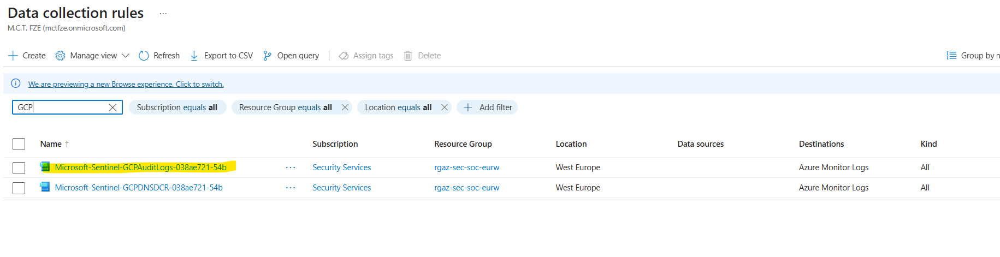 Data collection rules ...
M.C.T. FZE (mctfze.onmicrosoft.com)
Create Manage view Refresh Export to CSV Open query Assign tags Delete Group by n
We are previewing a new Browse experience. Click to switch.
GCP Subscription equals all Resource Group equals all Location equals all Add filter
Name ↑ Subscription Resource Group Location Data sources Destinations Kind
Microsoft-Sentinel-GCPAuditLogs-038ae721-54b ... Security Services rgaz-sec-soc-eurw West Europe Azure Monitor Logs All
Microsoft-Sentinel-GCPDNSDCR-038ae721-54b ... Security Services rgaz-sec-soc-eurw West Europe Azure Monitor Logs All